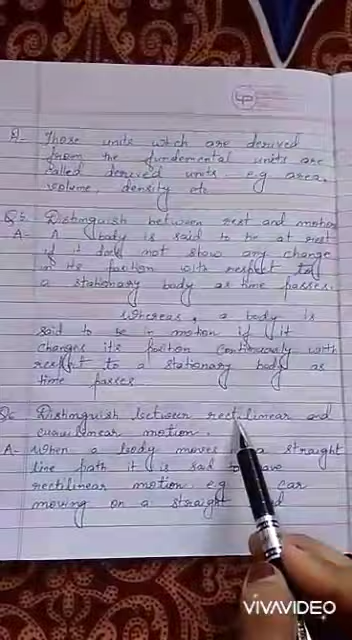 A- Those units which are derived
from the fundemental units are
called derived units e.g area,
volume, density etc
Q5: Distinguish between rest and motion
A- A body is said to be at rest
if it does not show any change
in its position with respect to
a stationary body as time passes.
Whereas, a body is
said to be in motion if it
changes its position continuously with
respect to a stationary body as
time passes
Q6 Distinguish between rectilinear and
curvilinear motion.
A- When a body moves a straight
line path it is said to have
rectilinear motion e.g car
moving on a straight
VIVAVIDEO